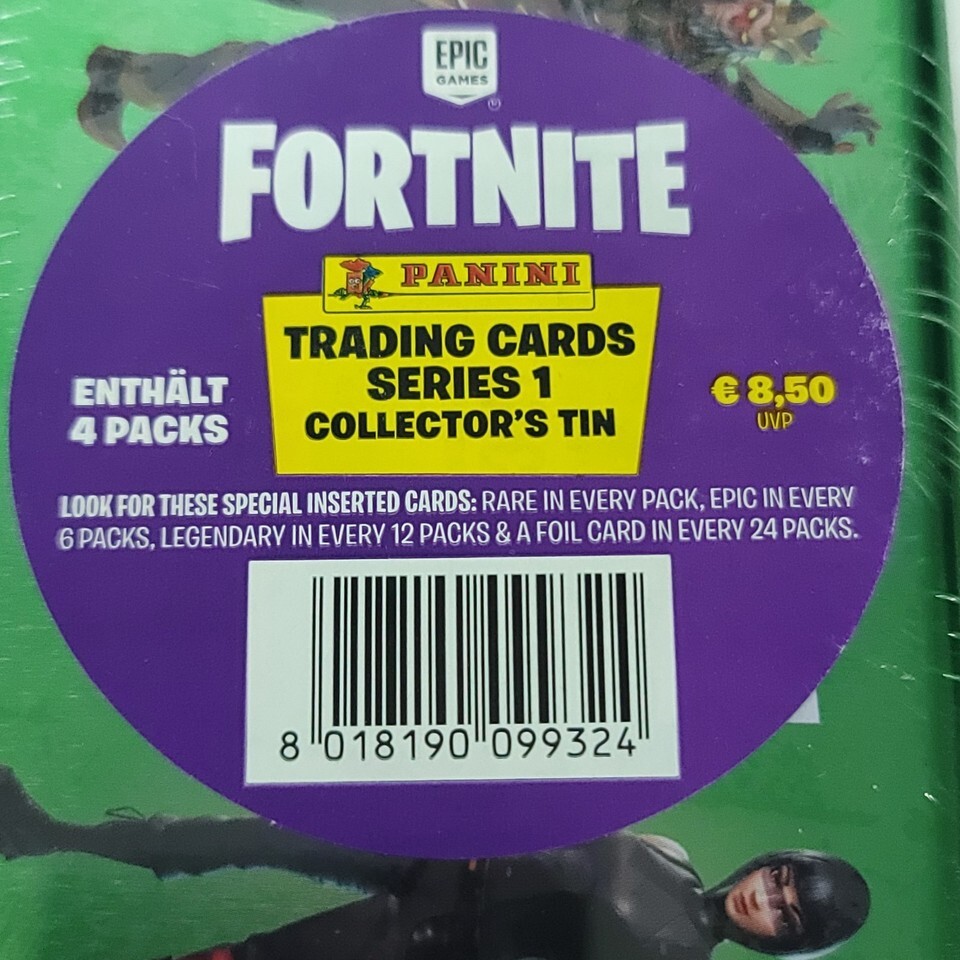 EPIC
GAMES
FORTNITE
PANINI
TRADING CARDS
SERIES 1
COLLECTOR'S TIN
ENTHÄLT
4 PACKS
€ 8,50
UVP
LOOK FOR THESE SPECIAL INSERTED CARDS: RARE IN EVERY PACK, EPIC IN EVERY
6 PACKS, LEGENDARY IN EVERY 12 PACKS & A FOIL CARD IN EVERY 24 PACKS.
8 018190 099324